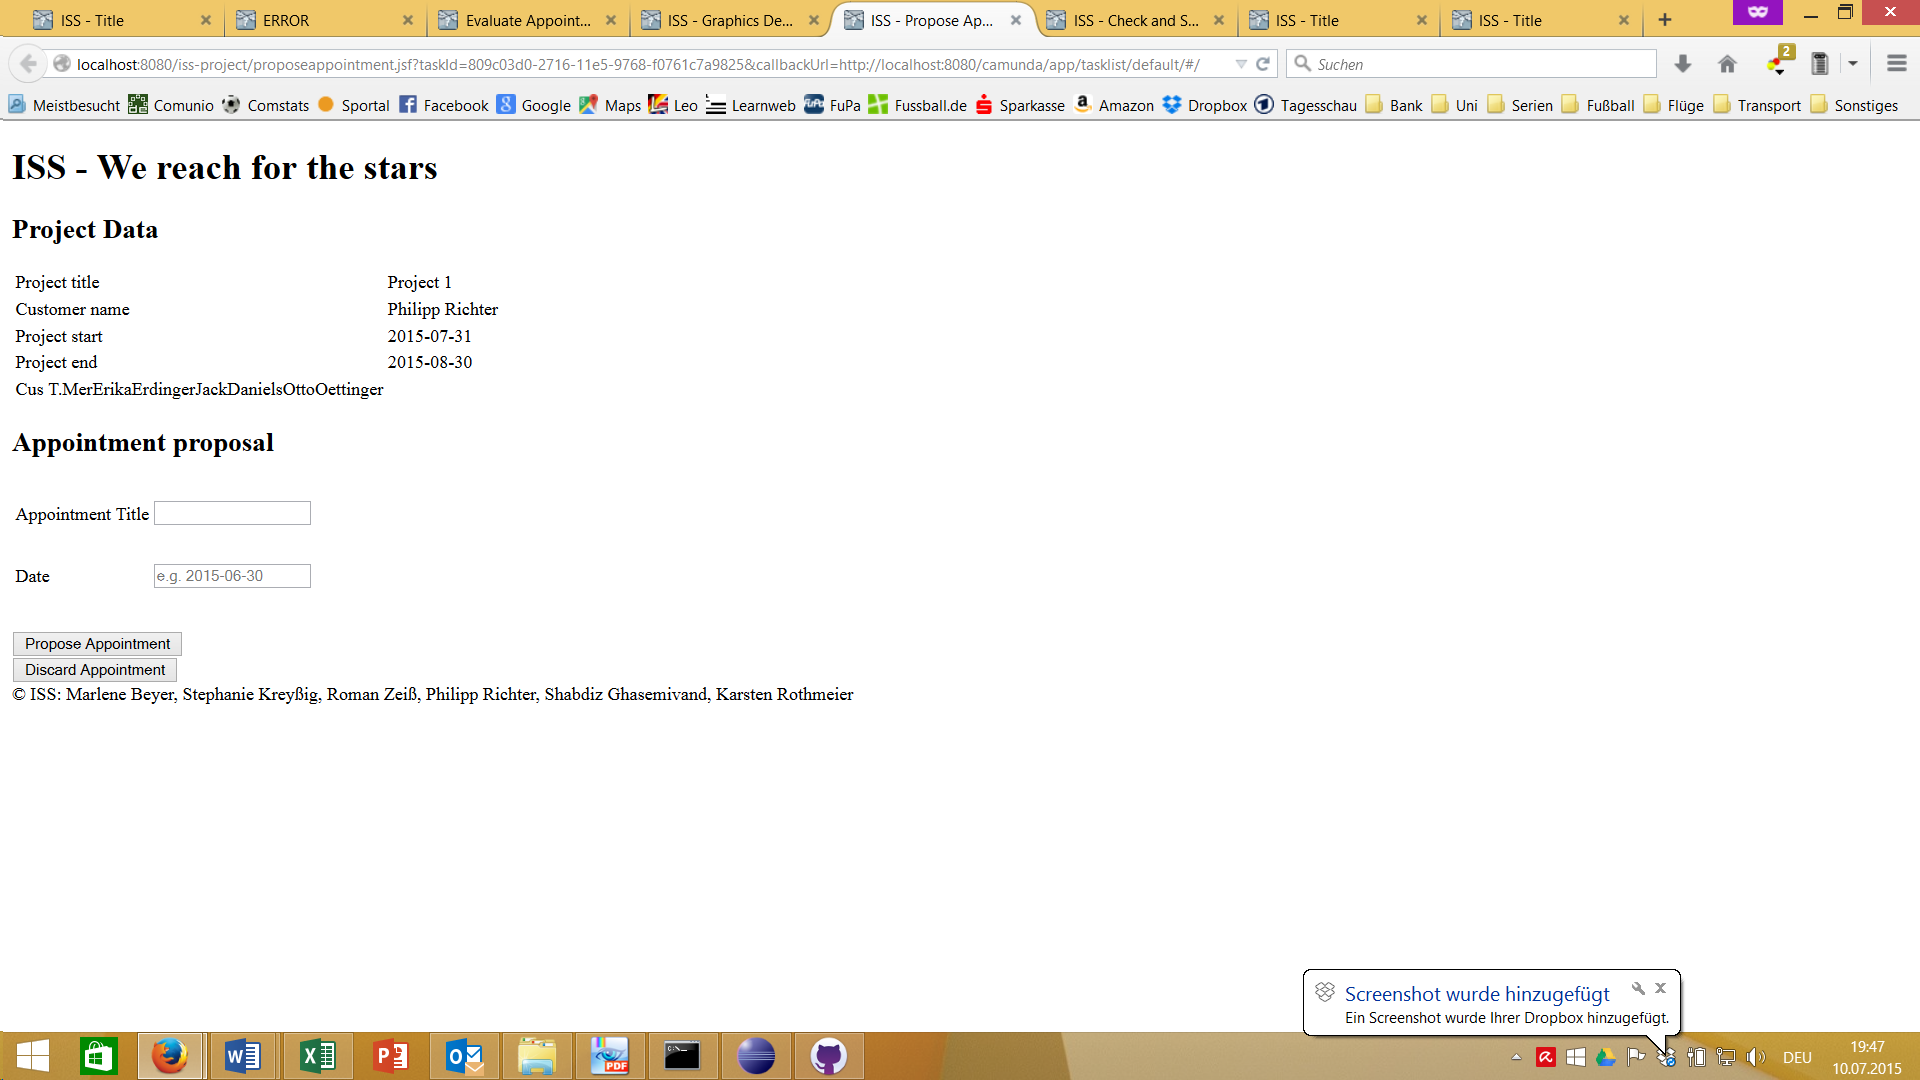 ISS - Title
ERROR
Evaluate Appoint...
ISS - Graphics De...
ISS - Propose Ap...
ISS - Check and S...
ISS - Title
ISS - Title
localhost:8080/iss-project/proposeappointment.jsf?taskId=809c03d0-2716-11e5-9768-f0761c7a9825&callbackUrl=http://localhost:8080/camunda/app/tasklist/default/#/
Suchen
2
Meistbesucht Comunio Comstats Sportal Facebook Google Maps Leo Learnweb FuPa Fussball.de Sparkasse Amazon Dropbox Tagesschau Bank Uni Serien Fußball Flüge Transport Sonstiges
ISS - We reach for the stars
Project Data
Project title Project 1
Customer name Philipp Richter
Project start 2015-07-31
Project end 2015-08-30
Cus T.MerErikaErdingerJackDanielsOttoOettinger
Appointment proposal
Appointment Title
Date e.g. 2015-06-30
Propose Appointment
Discard Appointment
© ISS: Marlene Beyer, Stephanie Kreyßig, Roman Zeiß, Philipp Richter, Shabdiz Ghasemivand, Karsten Rothmeier
Screenshot wurde hinzugefügt
Ein Screenshot wurde Ihrer Dropbox hinzugefügt.
DEU
19:47
10.07.2015